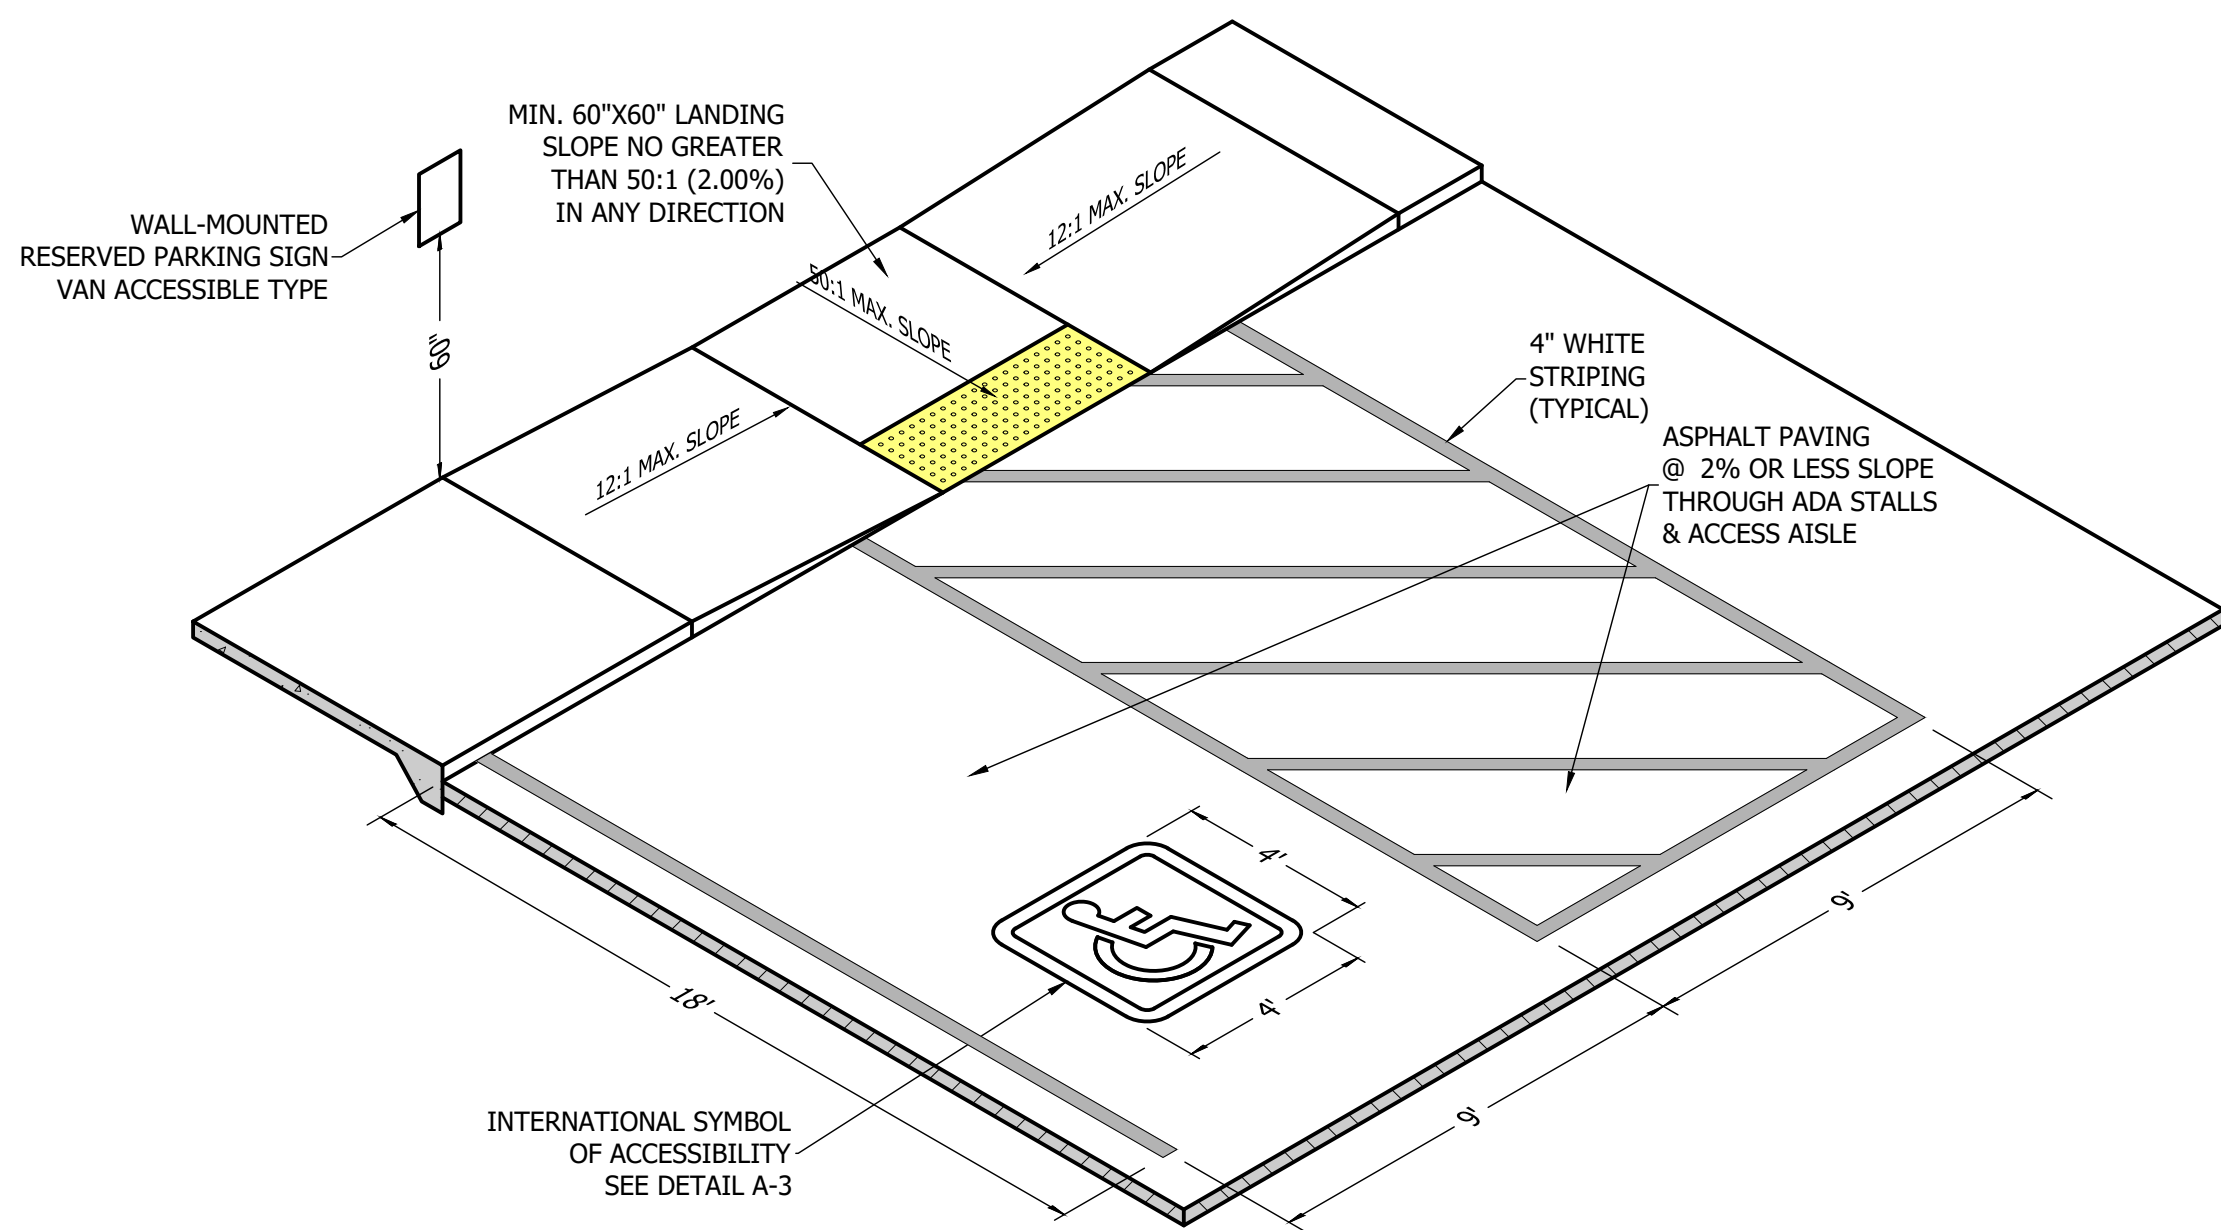 MIN. 60"X60" LANDING
SLOPE NO GREATER
THAN 50:1 (2.00%)
IN ANY DIRECTION
WALL-MOUNTED
RESERVED PARKING SIGN
VAN ACCESSIBLE TYPE
60"
12:1 MAX. SLOPE
50:1 MAX. SLOPE
12:1 MAX. SLOPE
4" WHITE
STRIPING
(TYPICAL)
ASPHALT PAVING
@ 2% OR LESS SLOPE
THROUGH ADA STALLS
& ACCESS AISLE
4'
4'
9'
9'
18'
INTERNATIONAL SYMBOL
OF ACCESSIBILITY
SEE DETAIL A-3